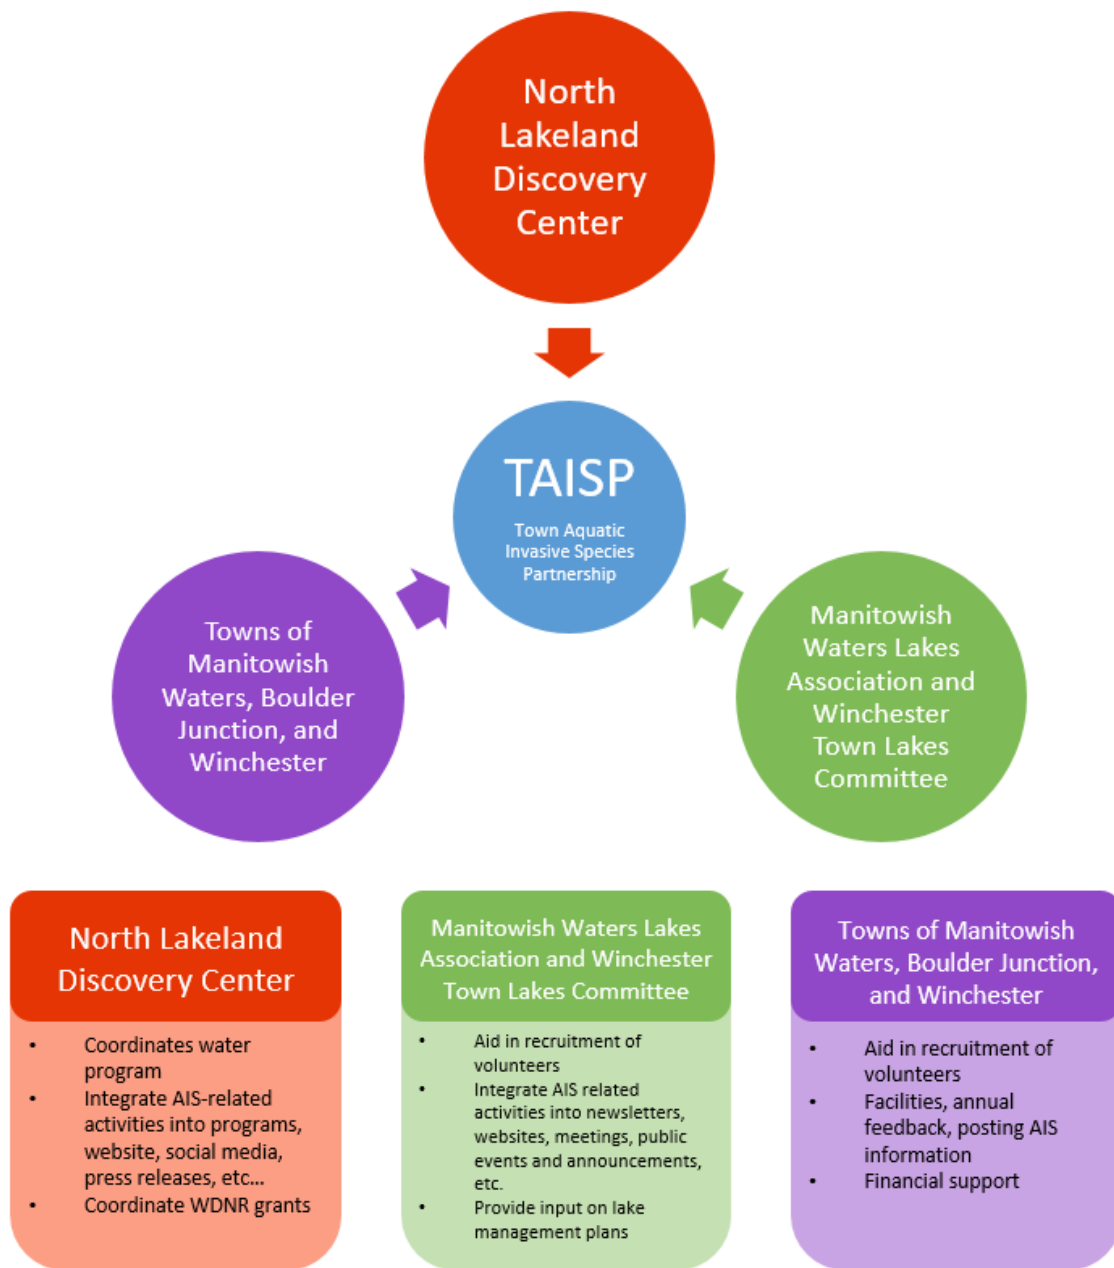 North
Lakeland
Discovery
Center
TAISP
Town Aquatic
Invasive Species
Partnership
Towns of
Manitowish
Waters, Boulder
Junction, and
Winchester
Manitowish
Waters Lakes
Association and
Winchester
Town Lakes
Committee
North Lakeland
Discovery Center
• Coordinates water
program
• Integrate AIS-related
activities into programs,
website, social media,
press releases, etc...
• Coordinate WDNR grants
Manitowish Waters Lakes
Association and Winchester
Town Lakes Committee
• Aid in recruitment of
volunteers
• Integrate AIS related
activities into newsletters,
websites, meetings, public
events and announcements,
etc.
• Provide input on lake
management plans
Towns of Manitowish
Waters, Boulder Junction,
and Winchester
• Aid in recruitment of
volunteers
• Facilities, annual
feedback, posting AIS
information
• Financial support